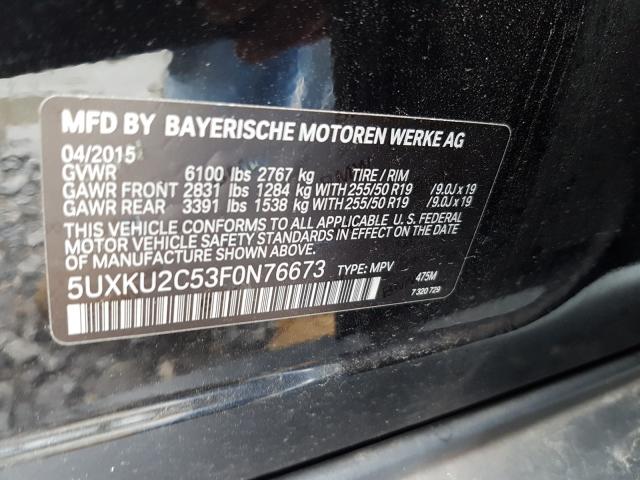 MFD BY BAYERISCHE MOTOREN WERKE AG
04/2015
GVWR 6100 lbs 2767 kg TIRE / RIM
GAWR FRONT 2831 lbs 1284 kg WITH 255/50 R19 /9.0J x 19
GAWR REAR 3391 lbs 1538 kg WITH 255/50 R19 /9.0J x 19
THIS VEHICLE CONFORMS TO ALL APPLICABLE U. S. FEDERAL
MOTOR VEHICLE SAFETY STANDARDS IN EFFECT ON THE DATE OF
MANUFACTURE SHOWN ABOVE.
5UXKU2C53F0N76673 TYPE: MPV 475M
7 320 729